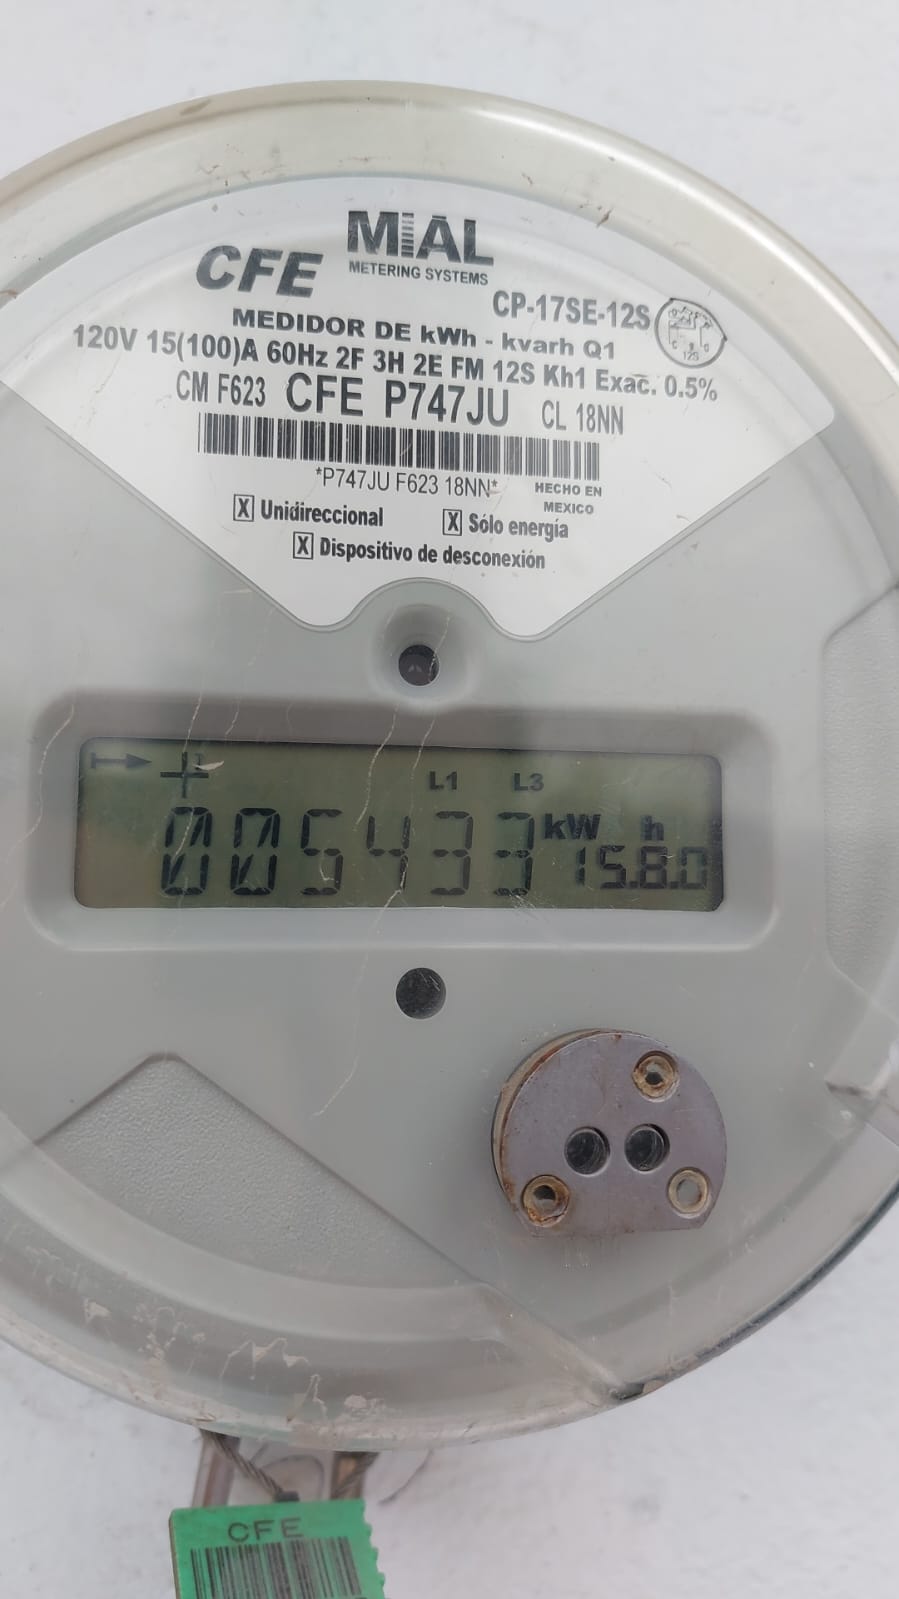 MIAL
CFE METERING SYSTEMS
CP-17SE-12S
MEDIDOR DE kWh - kvarh Q1
120V 15(100)A 60Hz 2F 3H 2E FM 12S Kh1 Exac. 0.5%
CM F623 CFE P747JU CL 18NN
*P747JU F623 18NN*
HECHO EN
MEXICO
X Unidireccional X Sólo energía
X Dispositivo de desconexión
L1 L3
005433 kW h
15.8.0
CFE